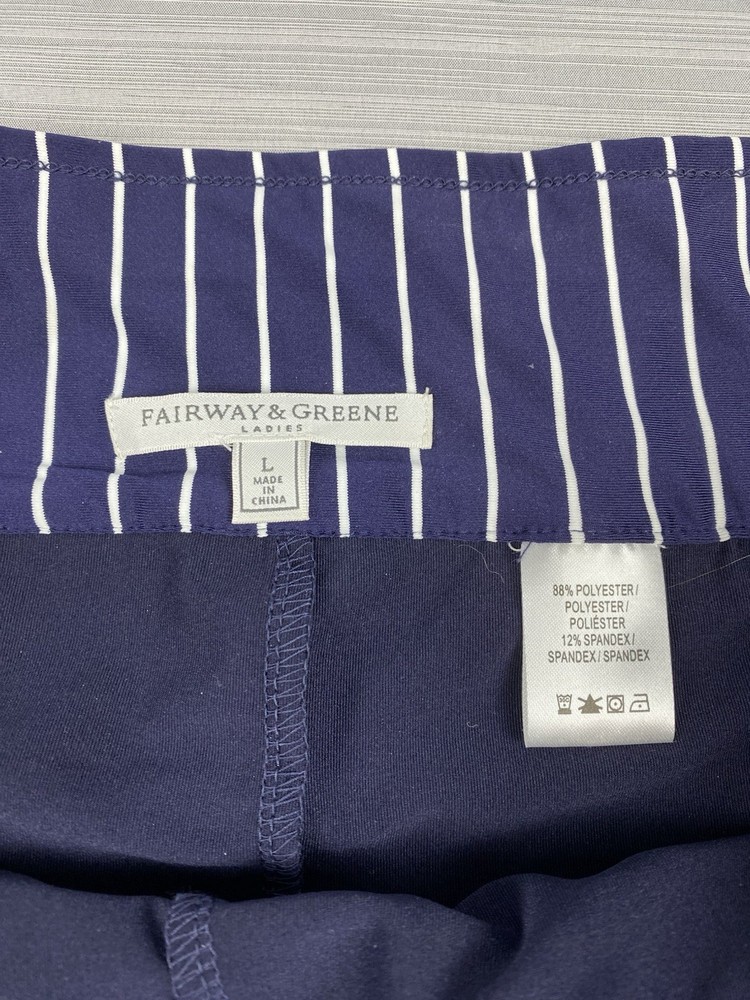 FAIRWAY & GREENE
LADIES
L
MADE
IN
CHINA
88% POLYESTER /
POLYESTER /
POLIÉSTER
12% SPANDEX /
SPANDEX / SPANDEX